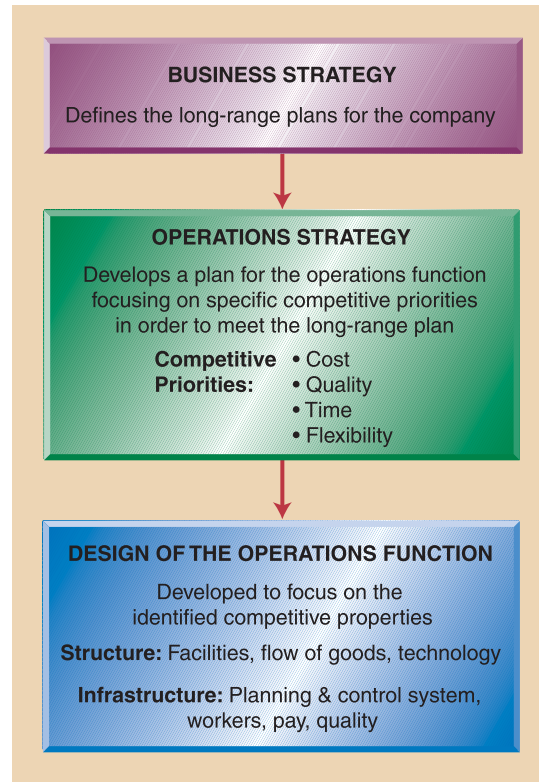 BUSINESS STRATEGY
Defines the long-range plans for the company
OPERATIONS STRATEGY
Develops a plan for the operations function
focusing on specific competitive priorities
in order to meet the long-range plan
Competitive • Cost
Priorities: • Quality
• Time
• Flexibility
DESIGN OF THE OPERATIONS FUNCTION
Developed to focus on the
identified competitive properties
Structure: Facilities, flow of goods, technology
Infrastructure: Planning & control system,
workers, pay, quality